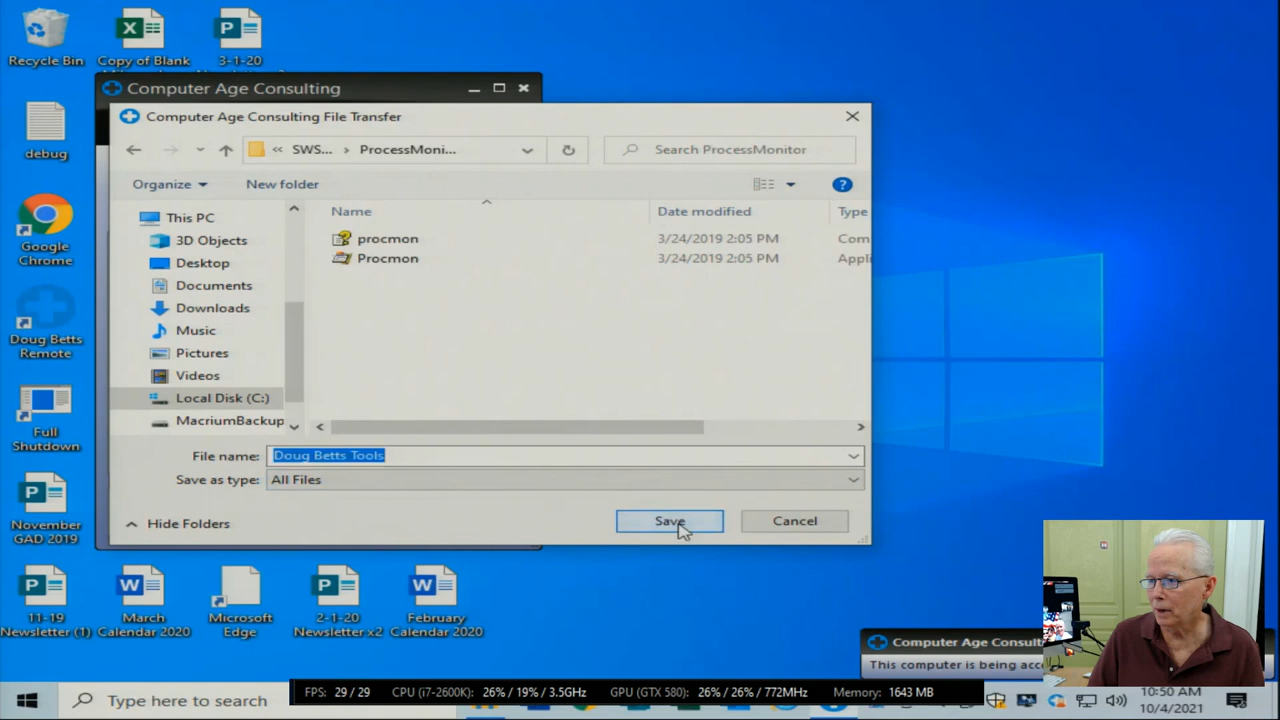 Recycle Bin
Copy of Blank
3-1-20
Computer Age Consulting
debug
Google
Chrome
Doug Betts
Remote
Full
Shutdown
November
GAD 2019
11-19
Newsletter (1)
March
Calendar 2020
Microsoft
Edge
2-1-20
Newsletter x2
February
Calendar 2020
Computer Age Consulting File Transfer
« SWS... › ProcessMoni...
Search ProcessMonitor
Organize
New folder
This PC
3D Objects
Desktop
Documents
Downloads
Music
Pictures
Videos
Local Disk (C:)
MacriumBackup
Name
Date modified
Type
procmon
3/24/2019 2:05 PM
Com
Procmon
3/24/2019 2:05 PM
Appli
File name:
Doug Betts Tools
Save as type:
All Files
Hide Folders
Save
Cancel
Computer Age Consult
This computer is being acc
Type here to search
FPS: 29 / 29
CPU (i7-2600K): 26% / 19% / 3.5GHz
GPU (GTX 580): 26% / 26% / 772MHz
Memory: 1643 MB
10:50 AM
10/4/2021